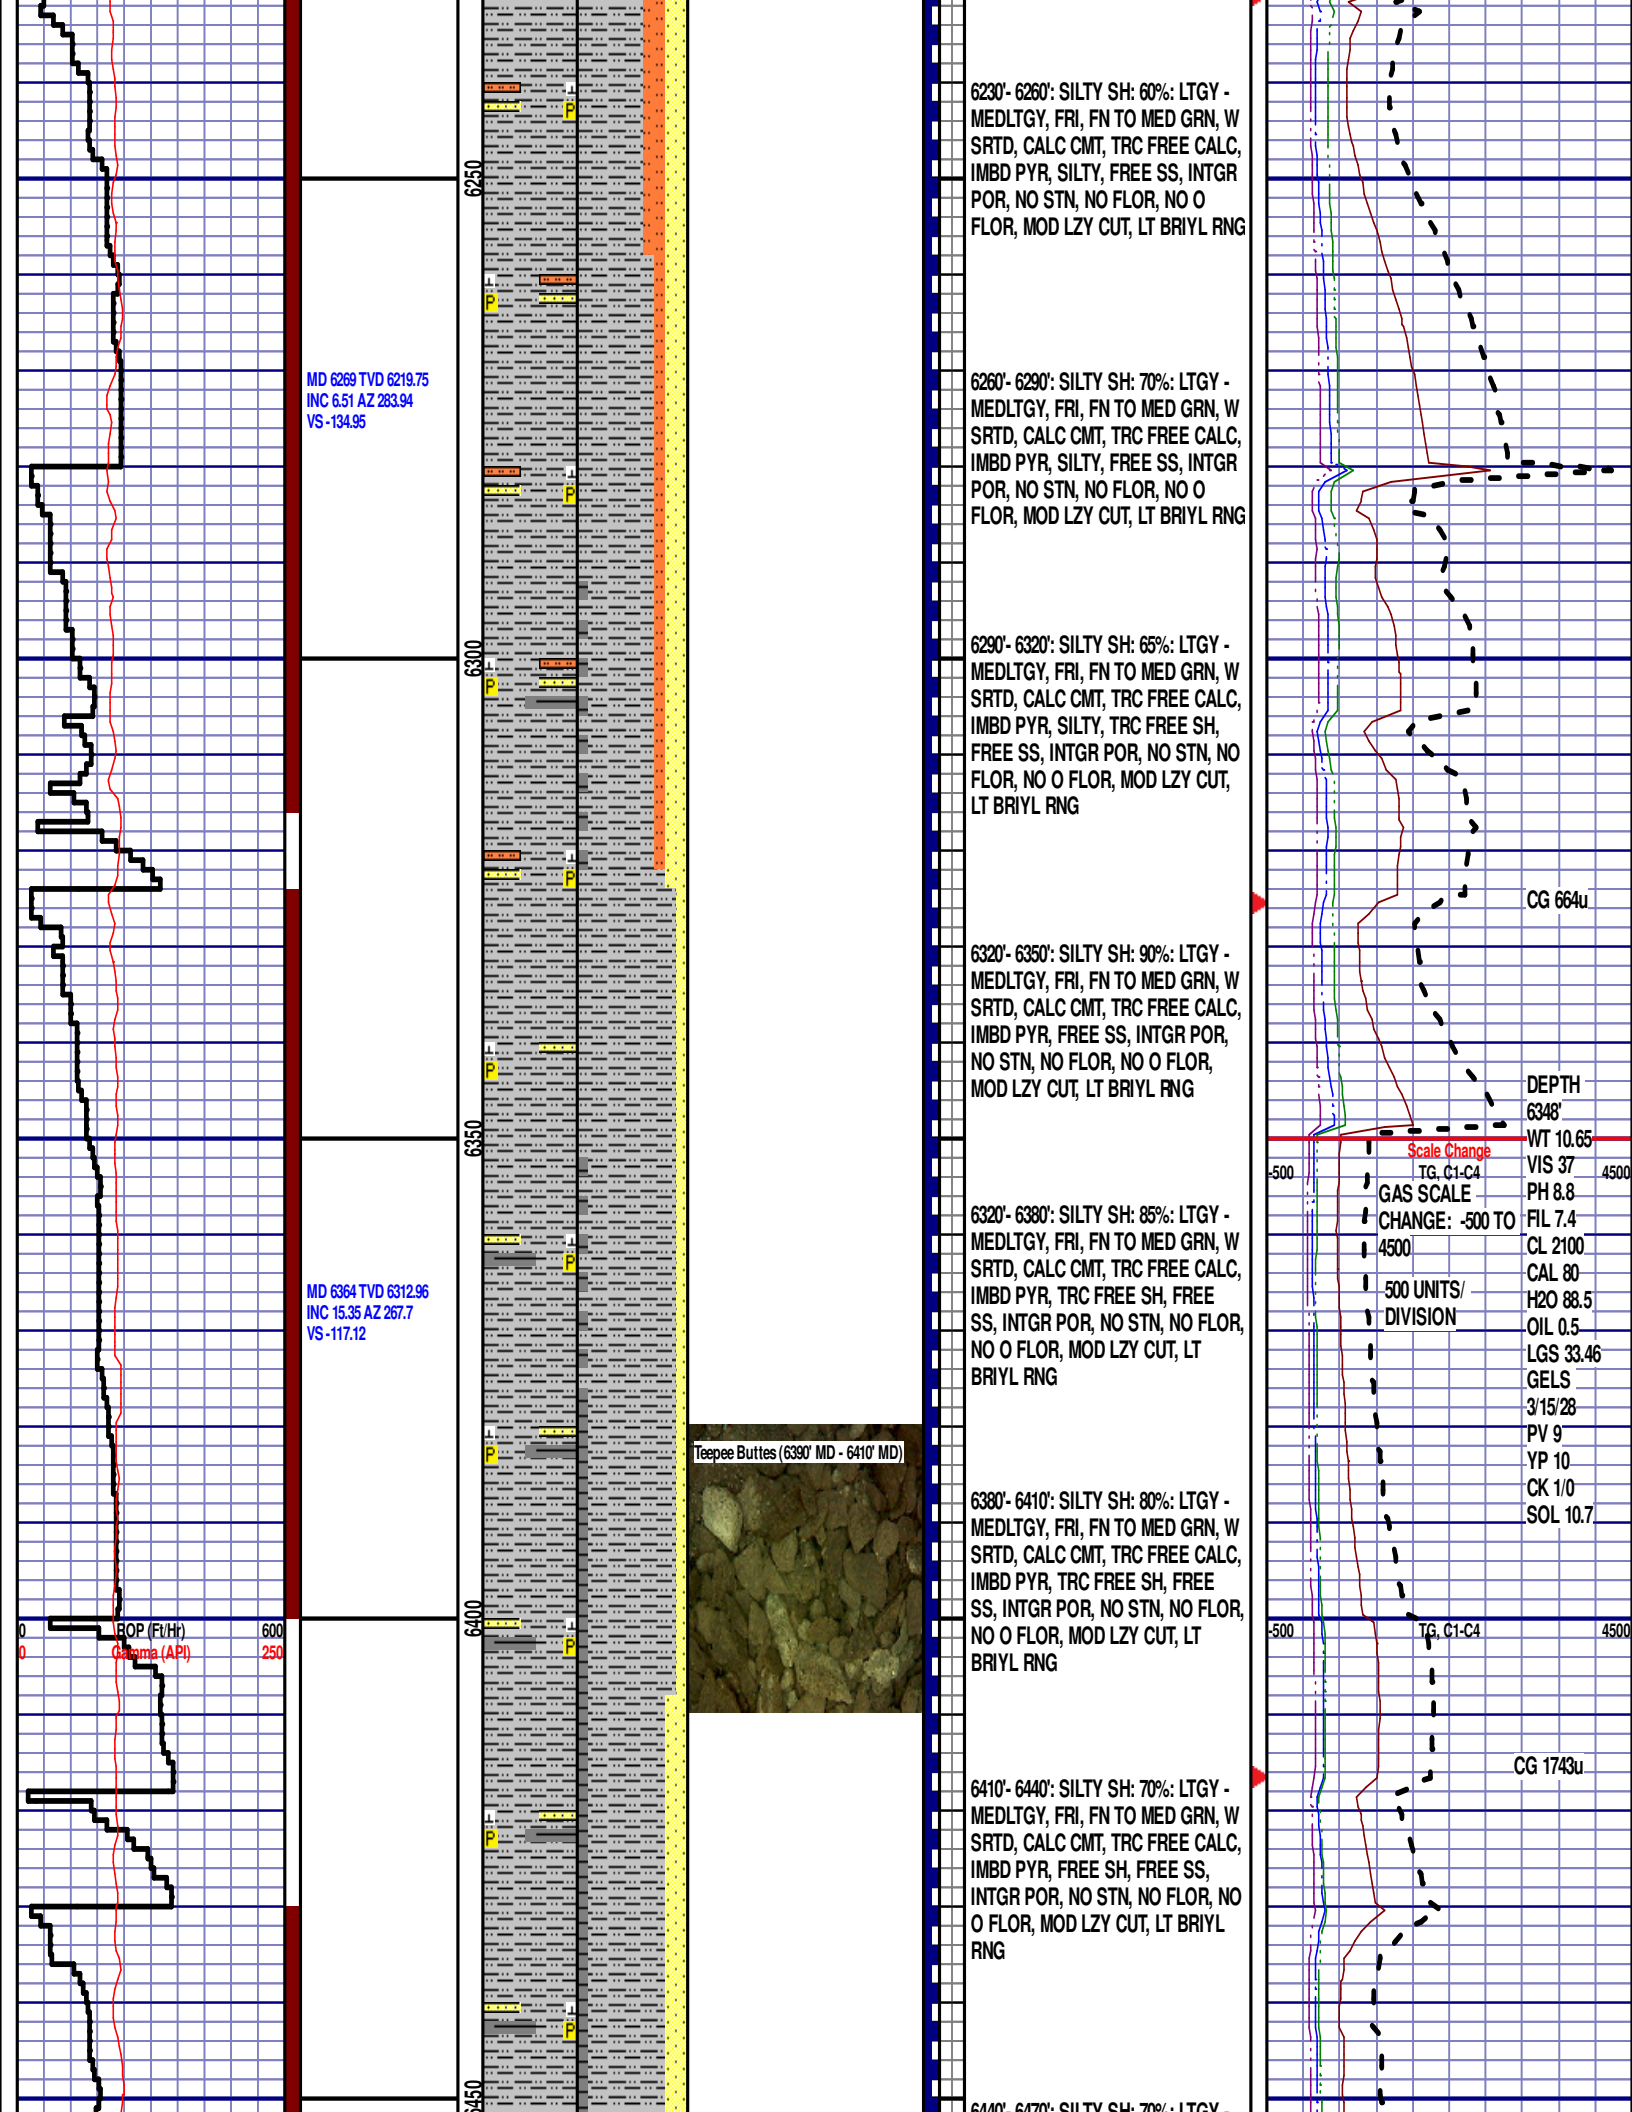 6230'- 6260': SILTY SH: 60%: LTGY -
MEDLTGY, FRI, FN TO MED GRN, W
SRTD, CALC CMT, TRC FREE CALC,
IMBD PYR, SILTY, FREE SS, INTGR
POR, NO STN, NO FLOR, NO O
FLOR, MOD LZY CUT, LT BRIYL RNG
P
6250
P
MD 6269 TVD 6219.75
INC 6.51 AZ 283.94
VS -134.95
6260'- 6290': SILTY SH: 70%: LTGY -
MEDLTGY, FRI, FN TO MED GRN, W
SRTD, CALC CMT, TRC FREE CALC,
IMBD PYR, SILTY, FREE SS, INTGR
POR, NO STN, NO FLOR, NO O
FLOR, MOD LZY CUT, LT BRIYL RNG
P
6300
P
6290'- 6320': SILTY SH: 65%: LTGY -
MEDLTGY, FRI, FN TO MED GRN, W
SRTD, CALC CMT, TRC FREE CALC,
IMBD PYR, SILTY, TRC FREE SH,
FREE SS, INTGR POR, NO STN, NO
FLOR, NO O FLOR, MOD LZY CUT,
LT BRIYL RNG
P
CG 664u
6320'- 6350': SILTY SH: 90%: LTGY -
MEDLTGY, FRI, FN TO MED GRN, W
SRTD, CALC CMT, TRC FREE CALC,
IMBD PYR, FREE SS, INTGR POR,
NO STN, NO FLOR, NO O FLOR,
MOD LZY CUT, LT BRIYL RNG
P
6350
DEPTH
6348'
WT 10.65
VIS 37
PH 8.8
FIL 7.4
CL 2100
CAL 80
H2O 88.5
OIL 0.5
LGS 33.46
GELS
3/15/28
PV 9
YP 10
CK 1/0
SOL 10.7
Scale Change
-500 TG, C1-C4 4500
GAS SCALE
CHANGE: -500 TO
4500
500 UNITS/
DIVISION
6320'- 6380': SILTY SH: 85%: LTGY -
MEDLTGY, FRI, FN TO MED GRN, W
SRTD, CALC CMT, TRC FREE CALC,
IMBD PYR, TRC FREE SH, FREE
SS, INTGR POR, NO STN, NO FLOR,
NO O FLOR, MOD LZY CUT, LT
BRIYL RNG
P
MD 6364 TVD 6312.96
INC 15.35 AZ 267.7
VS -117.12
P
Teepee Buttes (6390' MD - 6410' MD)
6380'- 6410': SILTY SH: 80%: LTGY -
MEDLTGY, FRI, FN TO MED GRN, W
SRTD, CALC CMT, TRC FREE CALC,
IMBD PYR, TRC FREE SH, FREE
SS, INTGR POR, NO STN, NO FLOR,
NO O FLOR, MOD LZY CUT, LT
BRIYL RNG
6400
P
0 ROP (Ft/Hr) 600
0 Gamma (API) 250
-500 TG, C1-C4 4500
CG 1743u
6410'- 6440': SILTY SH: 70%: LTGY -
MEDLTGY, FRI, FN TO MED GRN, W
SRTD, CALC CMT, TRC FREE CALC,
IMBD PYR, FREE SH, FREE SS,
INTGR POR, NO STN, NO FLOR, NO
O FLOR, MOD LZY CUT, LT BRIYL
RNG
P
P
6450
6440'- 6470': SILTY SH: 70%: LTGY -